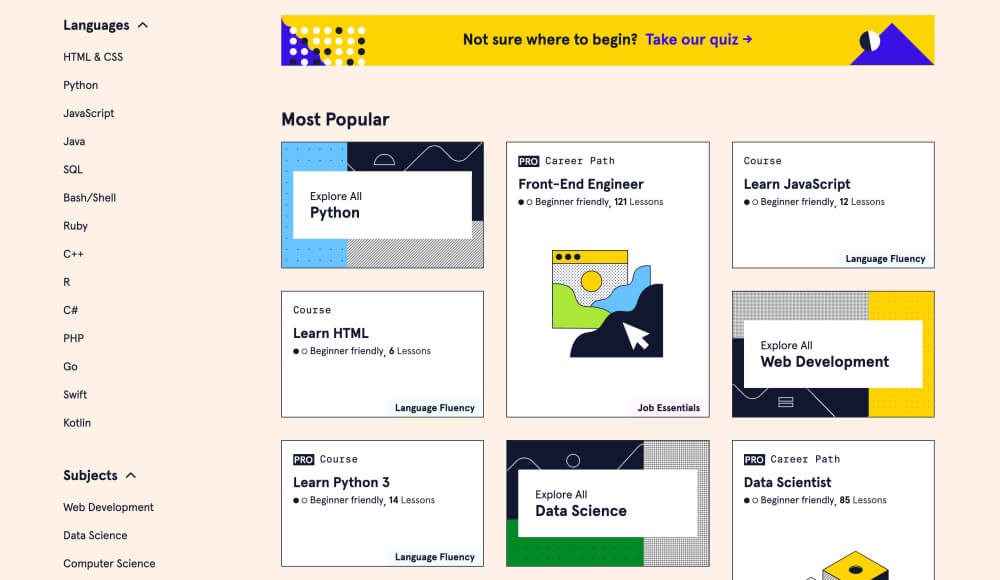 Languages
HTML & CSS
Python
JavaScript
Java
SQL
Bash/Shell
Ruby
C++
R
C#
PHP
Go
Swift
Kotlin
Subjects
Web Development
Data Science
Computer Science
Not sure where to begin? Take our quiz →
Most Popular
Explore All
Python
PRO Career Path
Front-End Engineer
Beginner friendly, 121 Lessons
Job Essentials
Course
Learn JavaScript
Beginner friendly, 12 Lessons
Language Fluency
Course
Learn HTML
Beginner friendly, 6 Lessons
Language Fluency
Explore All
Web Development
PRO Course
Learn Python 3
Beginner friendly, 14 Lessons
Language Fluency
Explore All
Data Science
PRO Career Path
Data Scientist
Beginner friendly, 85 Lessons